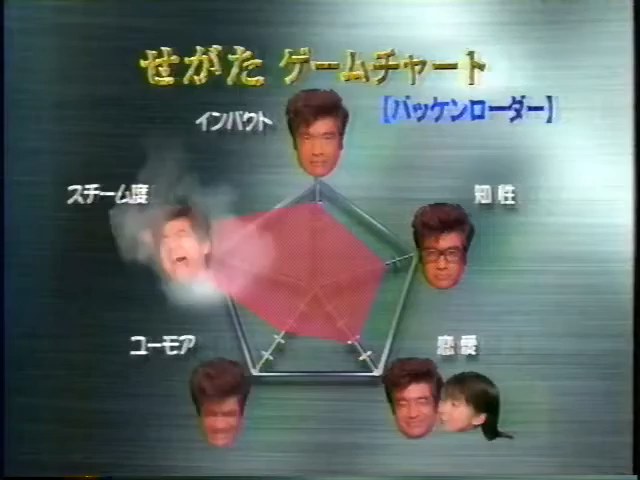 せがた ゲームチャート
【バッケンローダー】
インパクト
スチーム度
知性
ユーモア
恋愛